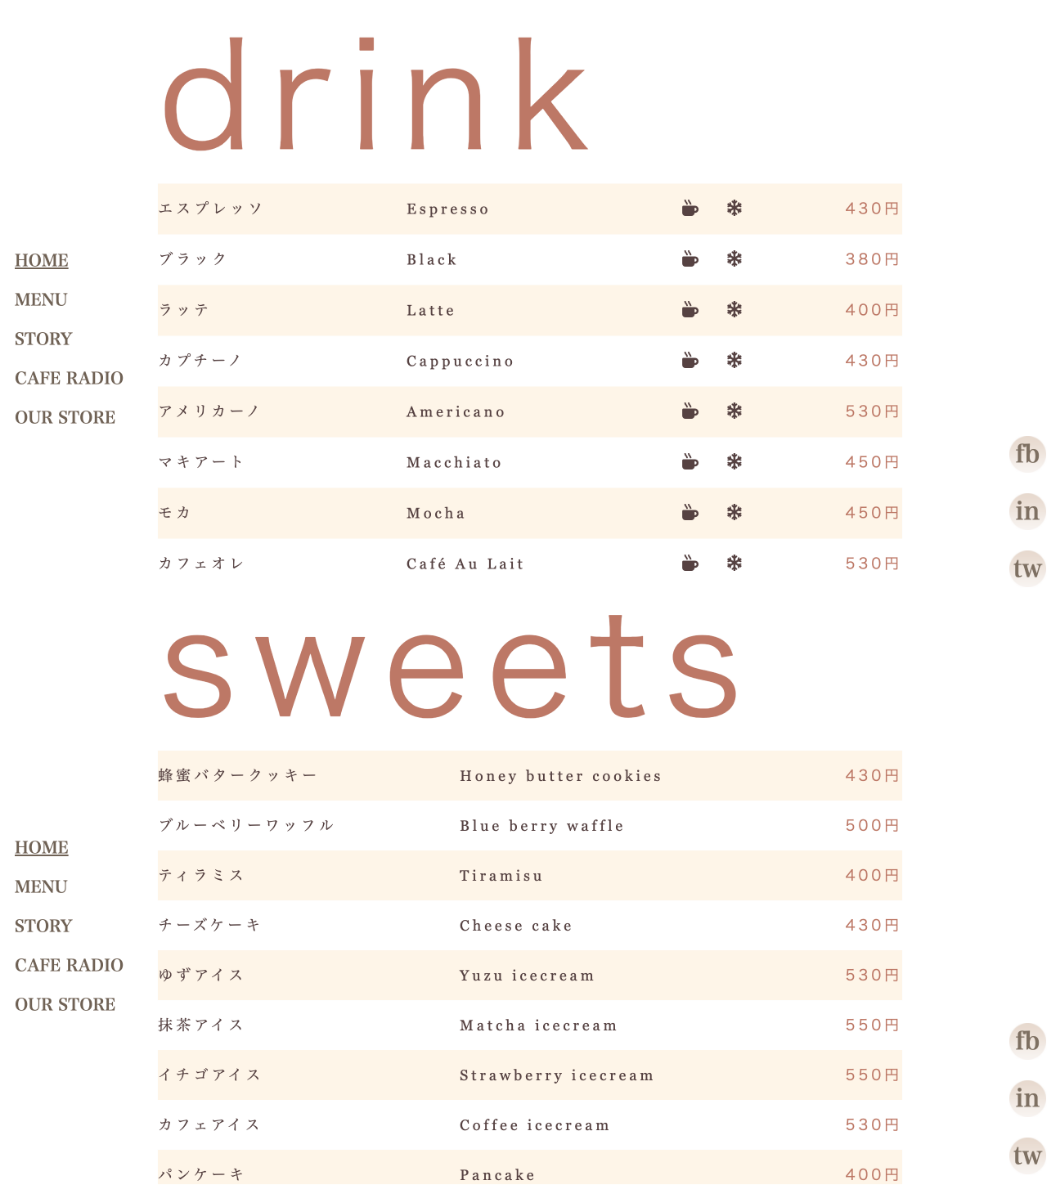 drink
エスプレッソ Espresso 430円
ブラック Black 380円
ラッテ Latte 400円
カプチーノ Cappuccino 430円
アメリカーノ Americano 530円
マキアート Macchiato 450円
モカ Mocha 450円
カフェオレ Café Au Lait 530円
HOME
MENU
STORY
CAFE RADIO
OUR STORE
fb
in
tw
sweets
蜂蜜バタークッキー Honey butter cookies 430円
ブルーベリーワッフル Blue berry waffle 500円
ティラミス Tiramisu 400円
チーズケーキ Cheese cake 430円
ゆずアイス Yuzu icecream 530円
抹茶アイス Matcha icecream 550円
イチゴアイス Strawberry icecream 550円
カフェアイス Coffee icecream 530円
パンケーキ Pancake 400円
HOME
MENU
STORY
CAFE RADIO
OUR STORE
fb
in
tw